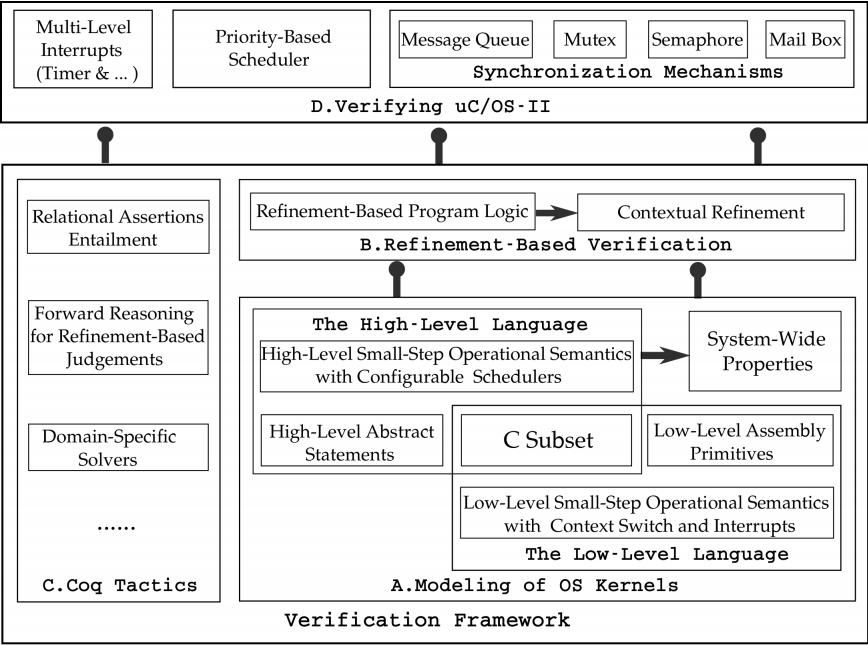 Multi-Level
Interrupts
(Timer & ... )
Priority-Based
Scheduler
Message Queue
Mutex
Semaphore
Mail Box
Synchronization Mechanisms
D.Verifying uC/OS-II
Relational Assertions
Entailment
Forward Reasoning
for Refinement-Based
Judgements
Domain-Specific
Solvers
......
C.Coq Tactics
Refinement-Based Program Logic
Contextual Refinement
B.Refinement-Based Verification
The High-Level Language
High-Level Small-Step Operational Semantics
with Configurable Schedulers
System-Wide
Properties
High-Level Abstract
Statements
C Subset
Low-Level Assembly
Primitives
Low-Level Small-Step Operational Semantics
with Context Switch and Interrupts
The Low-Level Language
A.Modeling of OS Kernels
Verification Framework